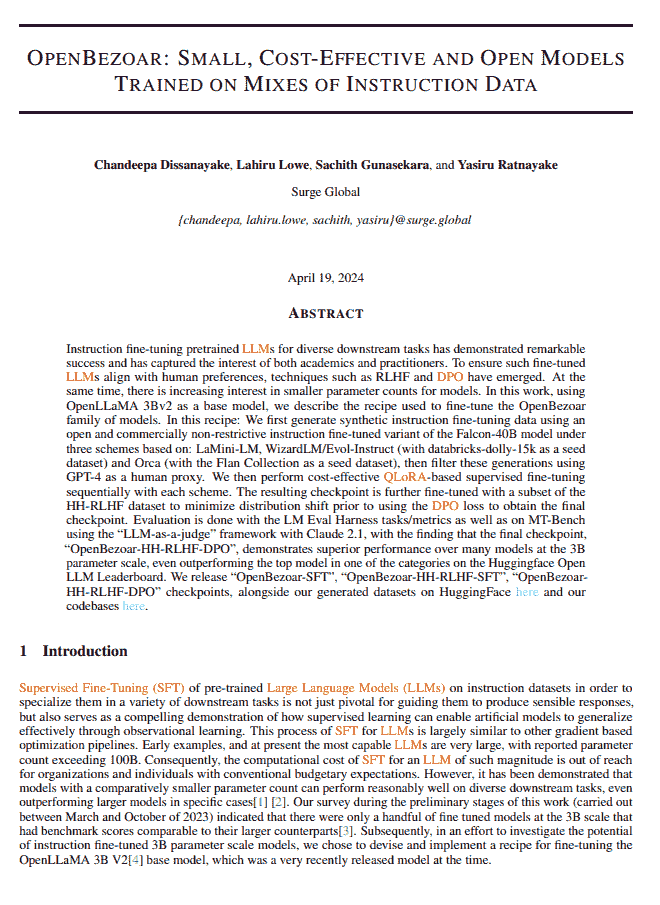 OPENBEZOAR: SMALL, COST-EFFECTIVE AND OPEN MODELS
TRAINED ON MIXES OF INSTRUCTION DATA
Chandeepa Dissanayake, Lahiru Lowe, Sachith Gunasekara, and Yasiru Ratnayake
Surge Global
{chandeepa, lahiru.lowe, sachith, yasiru}@surge.global
April 19, 2024
ABSTRACT
Instruction fine-tuning pretrained LLMs for diverse downstream tasks has demonstrated remarkable
success and has captured the interest of both academics and practitioners. To ensure such fine-tuned
LLMs align with human preferences, techniques such as RLHF and DPO have emerged. At the
same time, there is increasing interest in smaller parameter counts for models. In this work, using
OpenLLaMA 3Bv2 as a base model, we describe the recipe used to fine-tune the OpenBezoar
family of models. In this recipe: We first generate synthetic instruction fine-tuning data using an
open and commercially non-restrictive instruction fine-tuned variant of the Falcon-40B model under
three schemes based on: LaMini-LM, WizardLM/Evol-Instruct (with databricks-dolly-15k as a seed
dataset) and Orca (with the Flan Collection as a seed dataset), then filter these generations using
GPT-4 as a human proxy. We then perform cost-effective QLoRA-based supervised fine-tuning
sequentially with each scheme. The resulting checkpoint is further fine-tuned with a subset of the
HH-RLHF dataset to minimize distribution shift prior to using the DPO loss to obtain the final
checkpoint. Evaluation is done with the LM Eval Harness tasks/metrics as well as on MT-Bench
using the “LLM-as-a-judge” framework with Claude 2.1, with the finding that the final checkpoint,
“OpenBezoar-HH-RLHF-DPO”, demonstrates superior performance over many models at the 3B
parameter scale, even outperforming the top model in one of the categories on the Huggingface Open
LLM Leaderboard. We release “OpenBezoar-SFT”, “OpenBezoar-HH-RLHF-SFT”, “OpenBezoar-
HH-RLHF-DPO” checkpoints, alongside our generated datasets on HuggingFace here and our
codebases here.
1 Introduction
Supervised Fine-Tuning (SFT) of pre-trained Large Language Models (LLMs) on instruction datasets in order to
specialize them in a variety of downstream tasks is not just pivotal for guiding them to produce sensible responses,
but also serves as a compelling demonstration of how supervised learning can enable artificial models to generalize
effectively through observational learning. This process of SFT for LLMs is largely similar to other gradient based
optimization pipelines. Early examples, and at present the most capable LLMs are very large, with reported parameter
count exceeding 100B. Consequently, the computational cost of SFT for an LLM of such magnitude is out of reach
for organizations and individuals with conventional budgetary expectations. However, it has been demonstrated that
models with a comparatively smaller parameter count can perform reasonably well on diverse downstream tasks, even
outperforming larger models in specific cases[1] [2]. Our survey during the preliminary stages of this work (carried out
between March and October of 2023) indicated that there were only a handful of fine tuned models at the 3B scale that
had benchmark scores comparable to their larger counterparts[3]. Subsequently, in an effort to investigate the potential
of instruction fine-tuned 3B parameter scale models, we chose to devise and implement a recipe for fine-tuning the
OpenLLaMA 3B V2[4] base model, which was a very recently released model at the time.